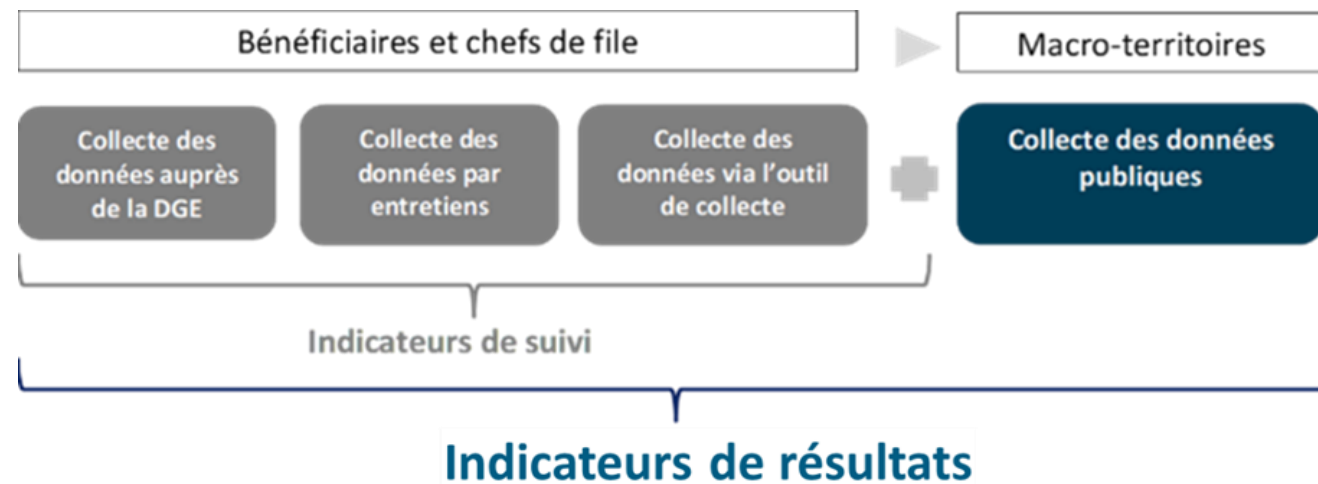 Bénéficiaires et chefs de file
Macro-territoires
Collecte des
données auprès
de la DGE
Collecte des
données par
entretiens
Collecte des
données via l'outil
de collecte
Collecte des données
publiques
Indicateurs de suivi
Indicateurs de résultats